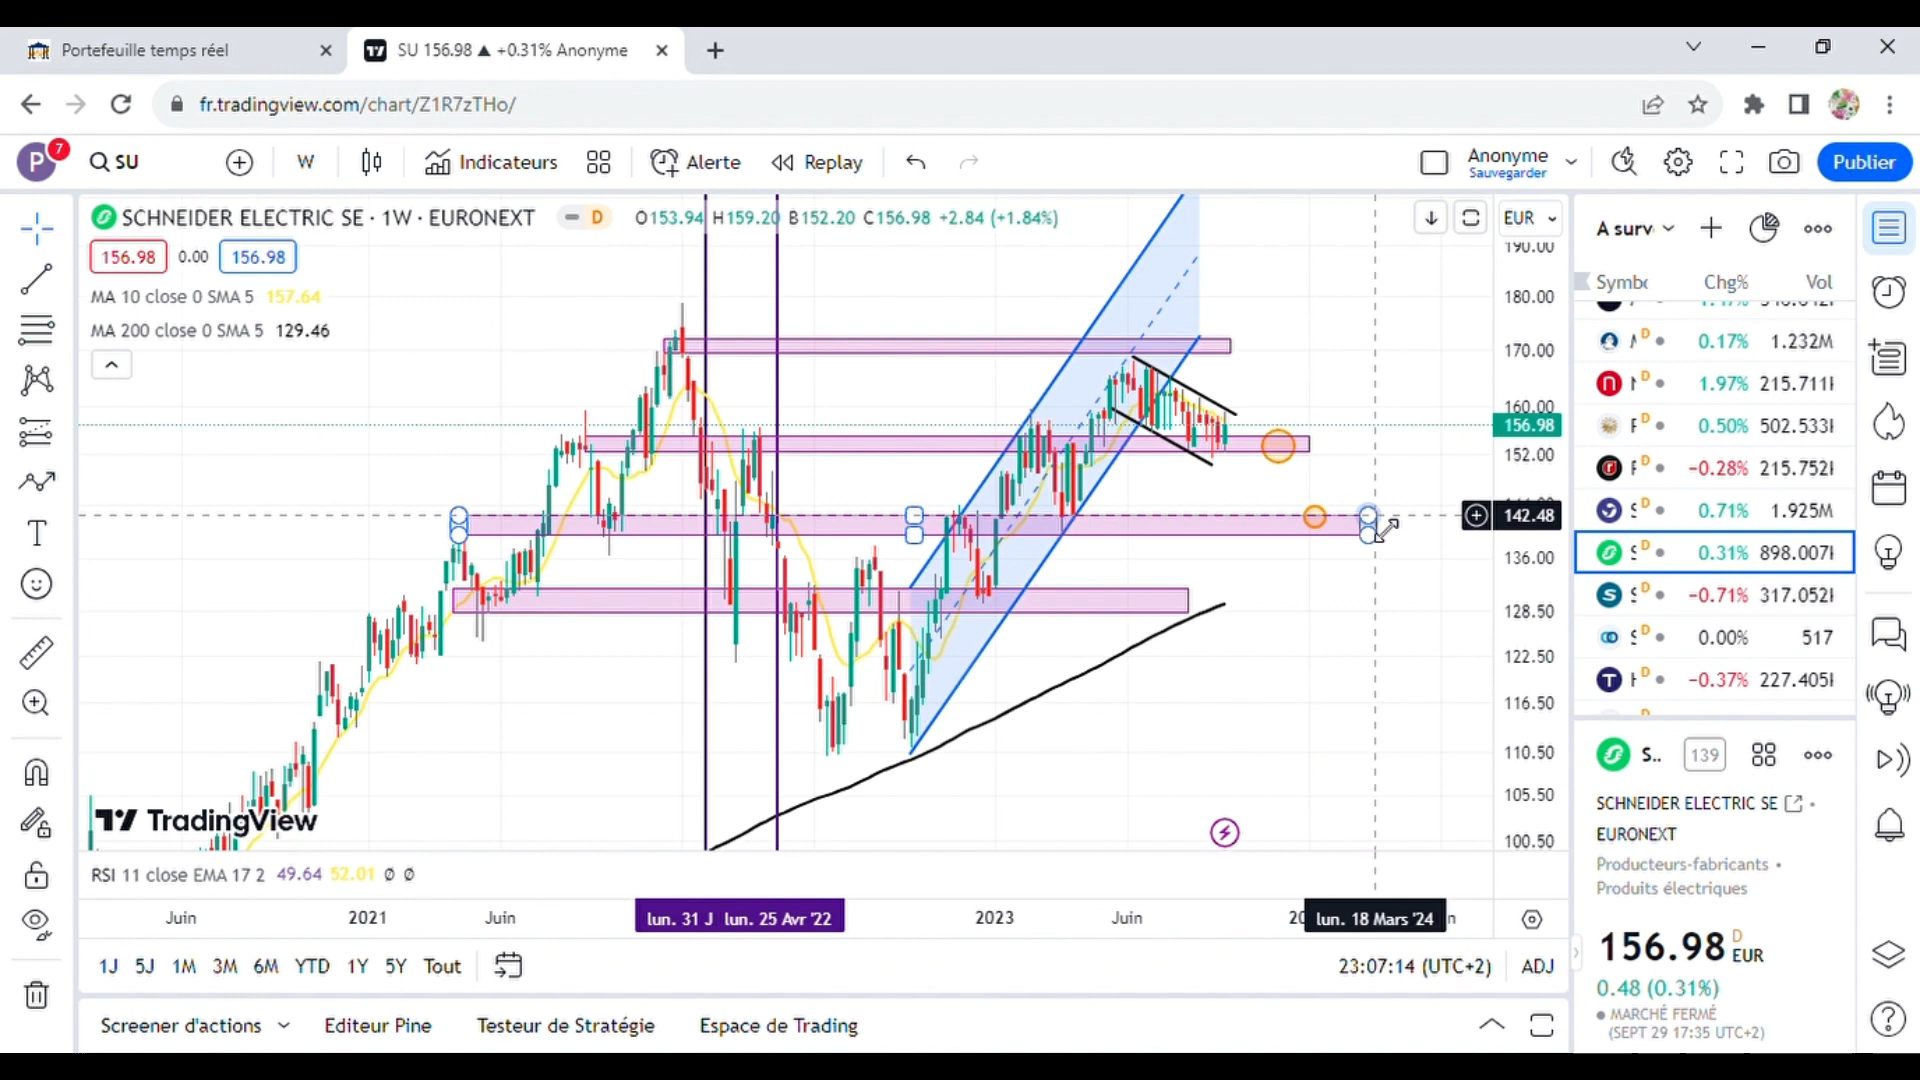 Portefeuille temps réel
SU 156.98 ▲ +0.31% Anonyme
fr.tradingview.com/chart/Z1R7zTHo/
P 7 SU W Indicateurs Alerte Replay Anonyme Sauvegarder Publier
SCHNEIDER ELECTRIC SE · 1W · EURONEXT D O153.94 H159.20 B152.20 C156.98 +2.84 (+1.84%) EUR
156.98 0.00 156.98
MA 10 close 0 SMA 5 157.64
MA 200 close 0 SMA 5 129.46
190.00
180.00
170.00
160.00
156.98
152.00
142.48
136.00
128.50
122.50
116.50
110.50
105.50
100.50
TradingView
RSI 11 close EMA 17 2 49.64 52.01 Ø Ø
Juin 2021 Juin lun. 31 J lun. 25 Avr '22 2023 Juin lun. 18 Mars '24
1J 5J 1M 3M 6M YTD 1Y 5Y Tout 23:07:14 (UTC+2) ADJ
Screener d'actions Editeur Pine Testeur de Stratégie Espace de Trading
A surv
Symbo Chg% Vol
D 0.17% 1.232M
D 1.97% 215.711
D 0.50% 502.533
D −0.28% 215.752
D 0.71% 1.925M
D 0.31% 898.007
D −0.71% 317.052
D 0.00% 517
D −0.37% 227.405
S.. 139
SCHNEIDER ELECTRIC SE
EURONEXT
Producteurs-fabricants •
Produits électriques
156.98 D EUR
0.48 (0.31%)
MARCHÉ FERMÉ
(SEPT 29 17:35 UTC+2)